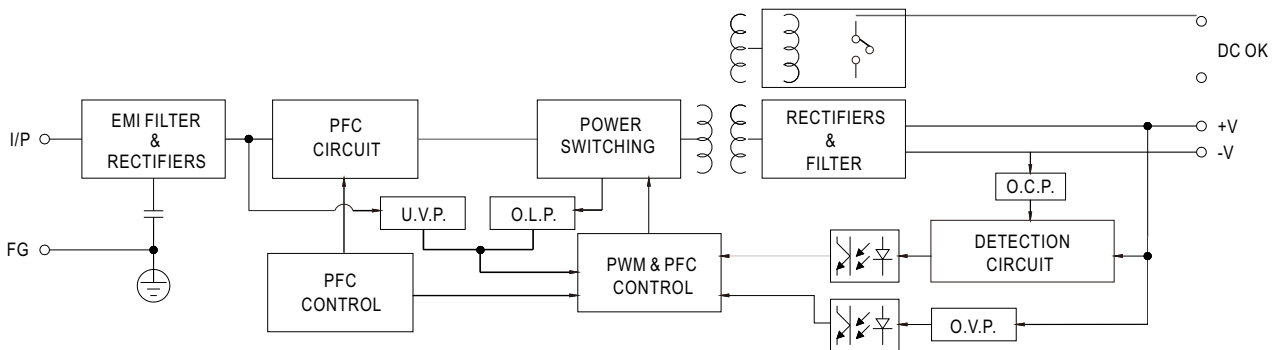 DC OK
I/P
EMI FILTER
&
RECTIFIERS
PFC
CIRCUIT
POWER
SWITCHING
RECTIFIERS
&
FILTER
+V
-V
O.C.P.
U.V.P.
O.L.P.
FG
PFC
CONTROL
PWM & PFC
CONTROL
DETECTION
CIRCUIT
O.V.P.